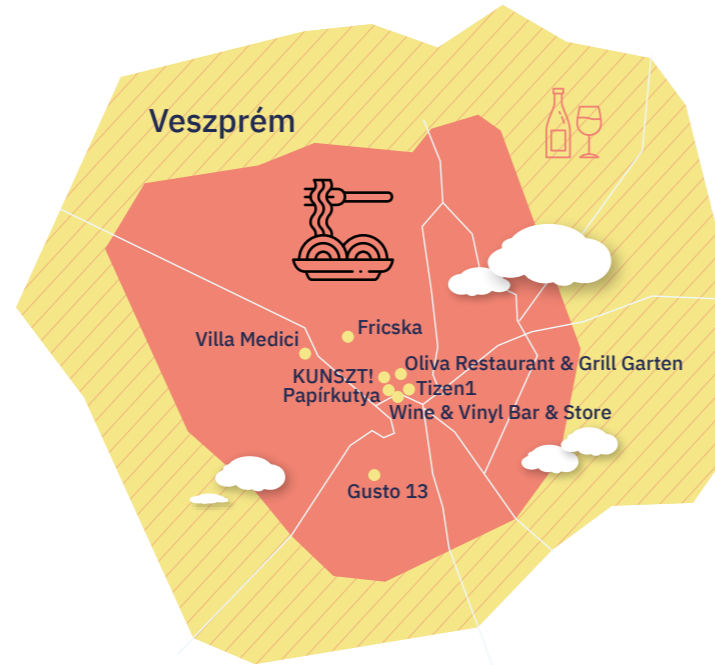 Veszprém
Fricska
Villa Medici
Oliva Restaurant & Grill Garten
KUNSZT!
Tizen1
Papírkutya
Wine & Vinyl Bar & Store
Gusto 13